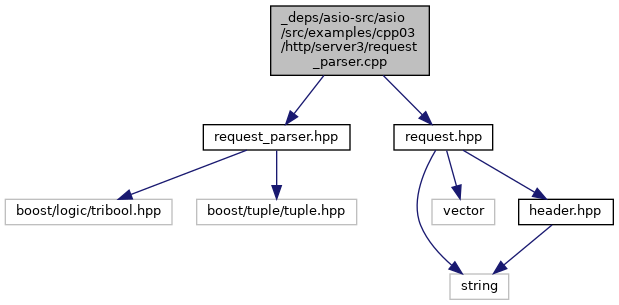 _deps/asio-src/asio
/src/examples/cpp03
/http/server3/request
_parser.cpp
request_parser.hpp
request.hpp
boost/logic/tribool.hpp
boost/tuple/tuple.hpp
vector
header.hpp
string